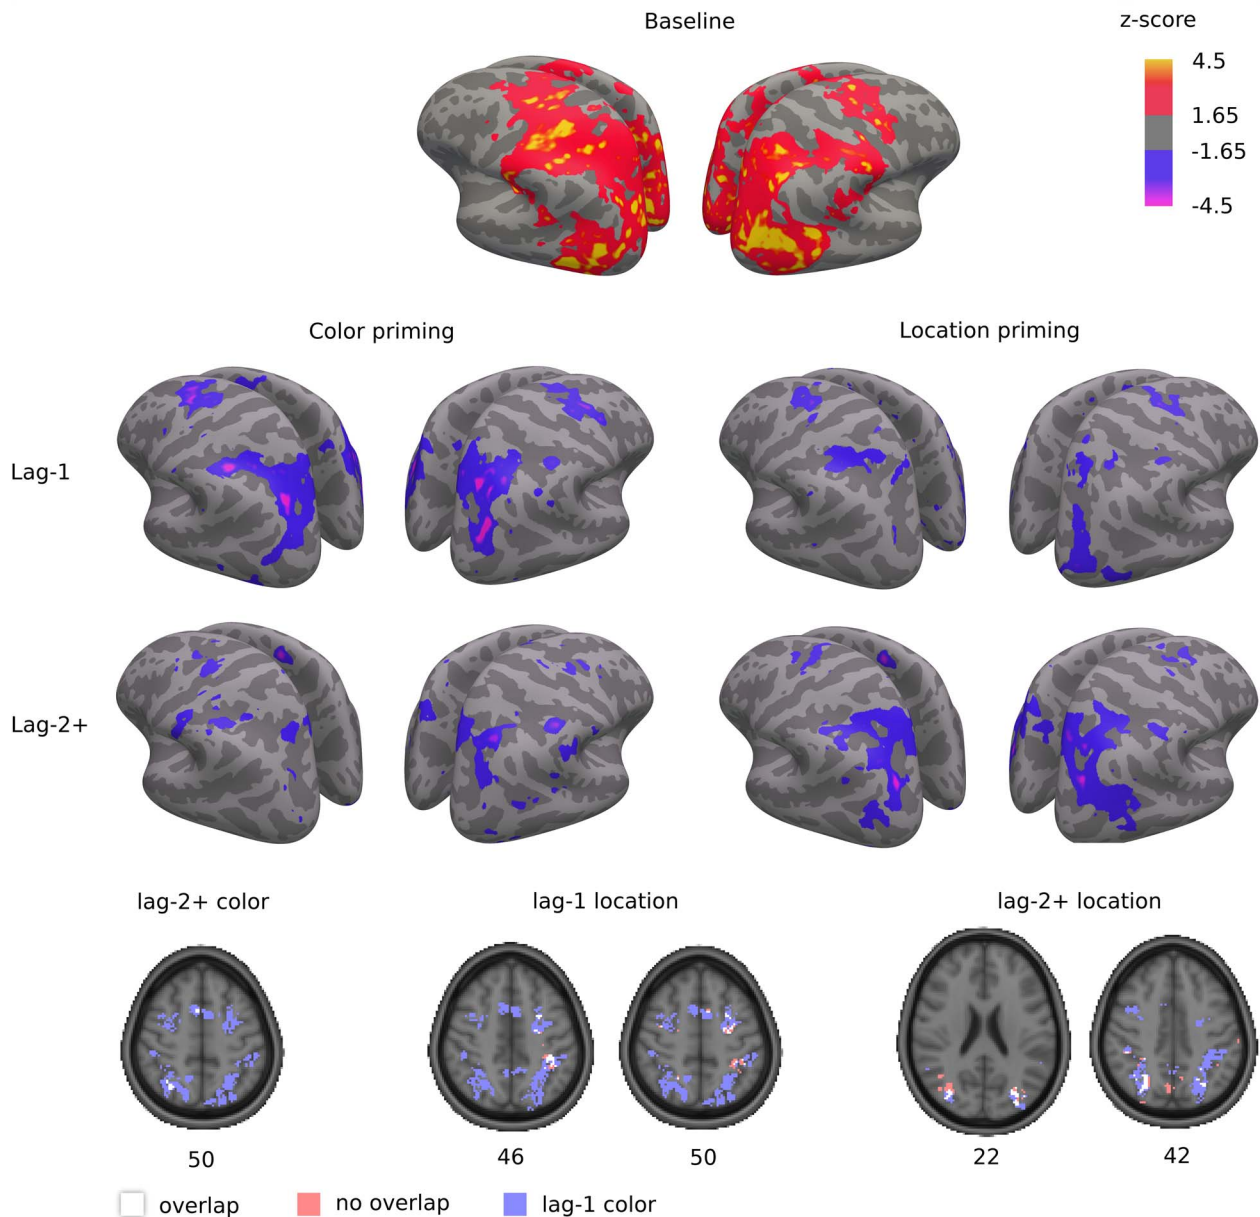 Baseline
z-score
4.5
1.65
-1.65
-4.5
Color priming
Location priming
Lag-1
Lag-2+
lag-2+ color
lag-1 location
lag-2+ location
50
46
50
22
42
overlap
no overlap
lag-1 color